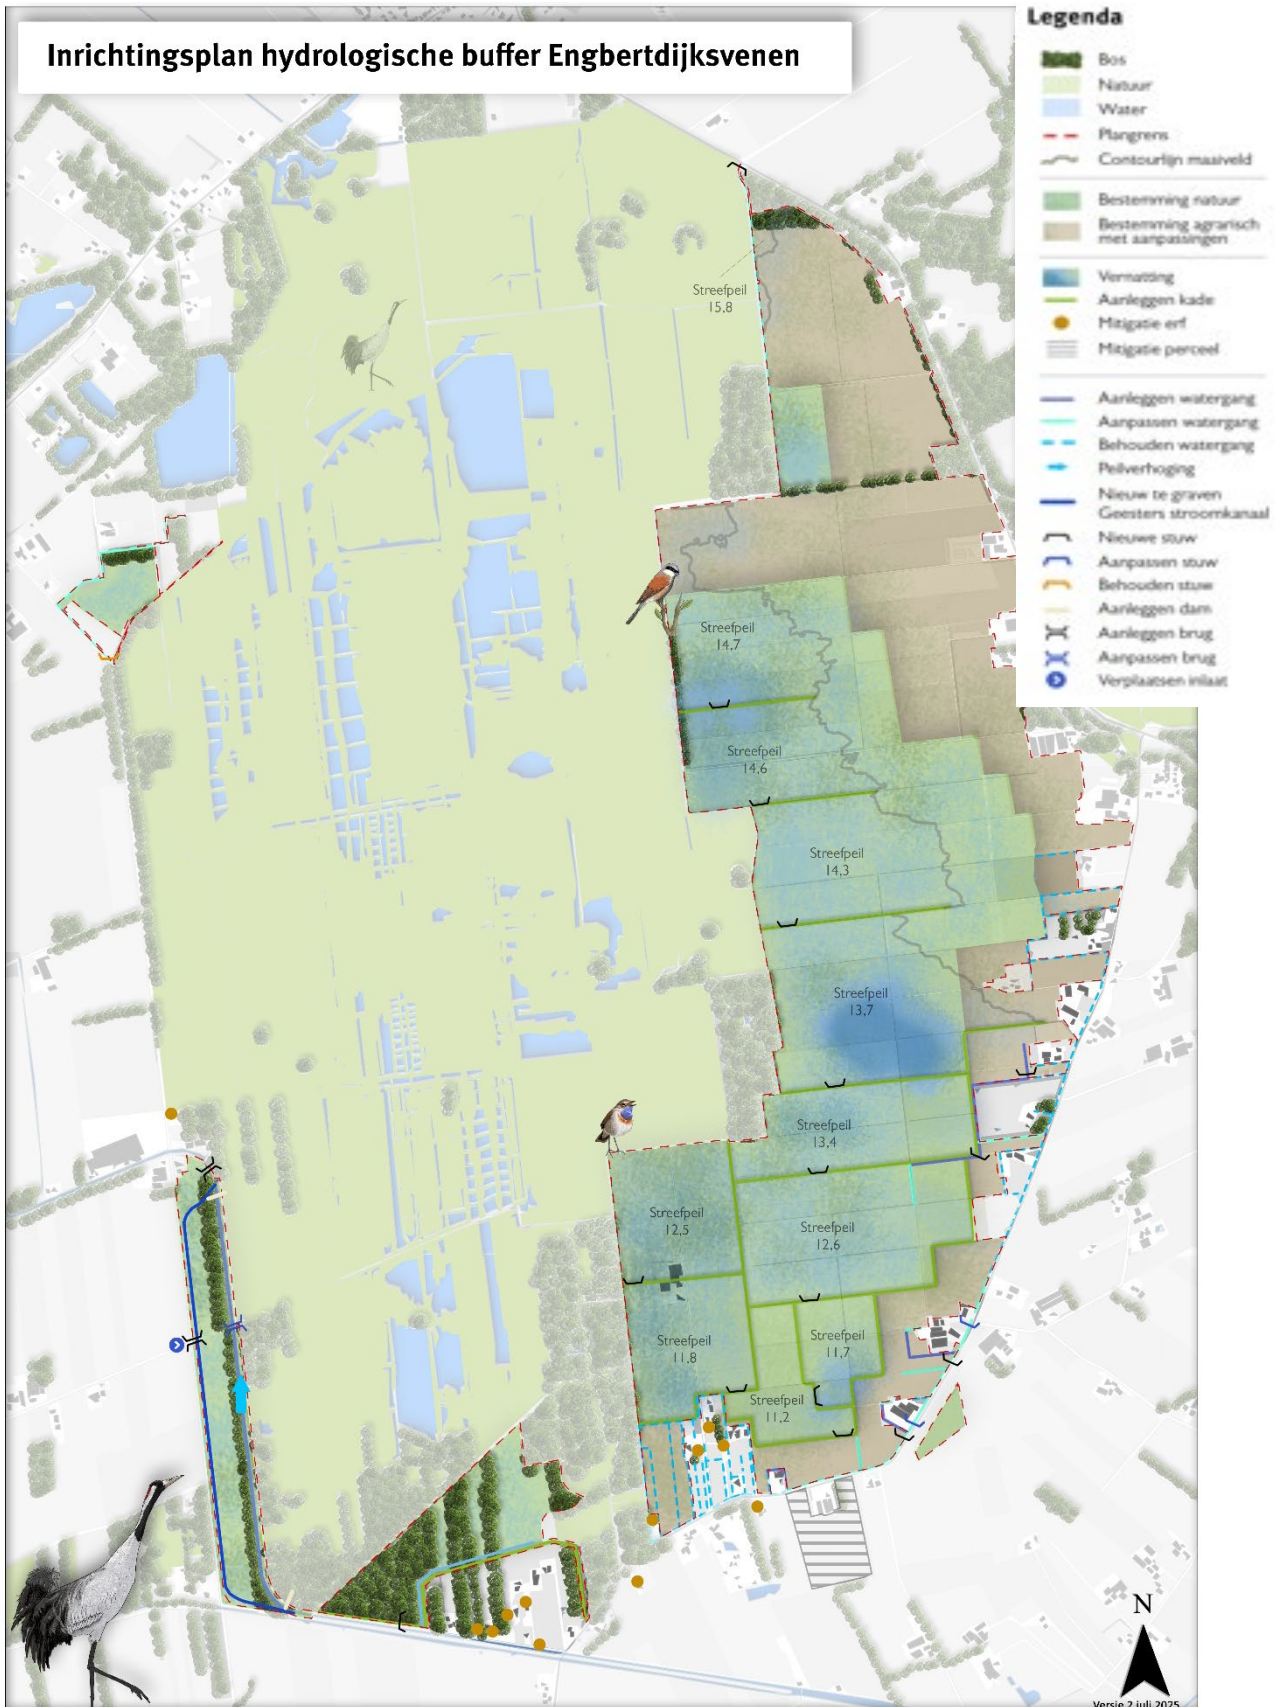 Inrichtingsplan hydrologische buffer Engbertdijksvenen
Legenda
Bos
Natuur
Water
Plangrens
Contourlijn maaiveld
Bestemming natuur
Bestemming agrarisch
met aanpassingen
Vernatting
Aanleggen kade
Mitigatie erf
Mitigatie perceel
Aanleggen watergang
Aanpassen watergang
Behouden watergang
Peilverhoging
Nieuw te graven
Geesters stroomkanaal
Nieuwe stuw
Aanpassen stuw
Behouden stuw
Aanleggen dam
Aanleggen brug
Aanpassen brug
Verplaatsen inlaat
Streefpeil
15,8
Streefpeil
14,7
Streefpeil
14,6
Streefpeil
14,3
Streefpeil
13,7
Streefpeil
13,4
Streefpeil
12,5
Streefpeil
12,6
Streefpeil
11,8
Streefpeil
11,7
Streefpeil
11,2
N
Versie 2 juli 2025